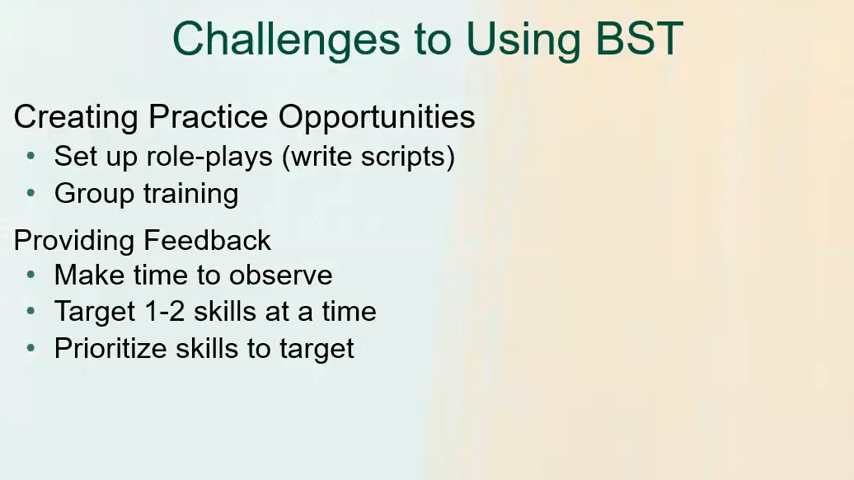 Challenges to Using BST
Creating Practice Opportunities
• Set up role-plays (write scripts)
• Group training
Providing Feedback
• Make time to observe
• Target 1-2 skills at a time
• Prioritize skills to target